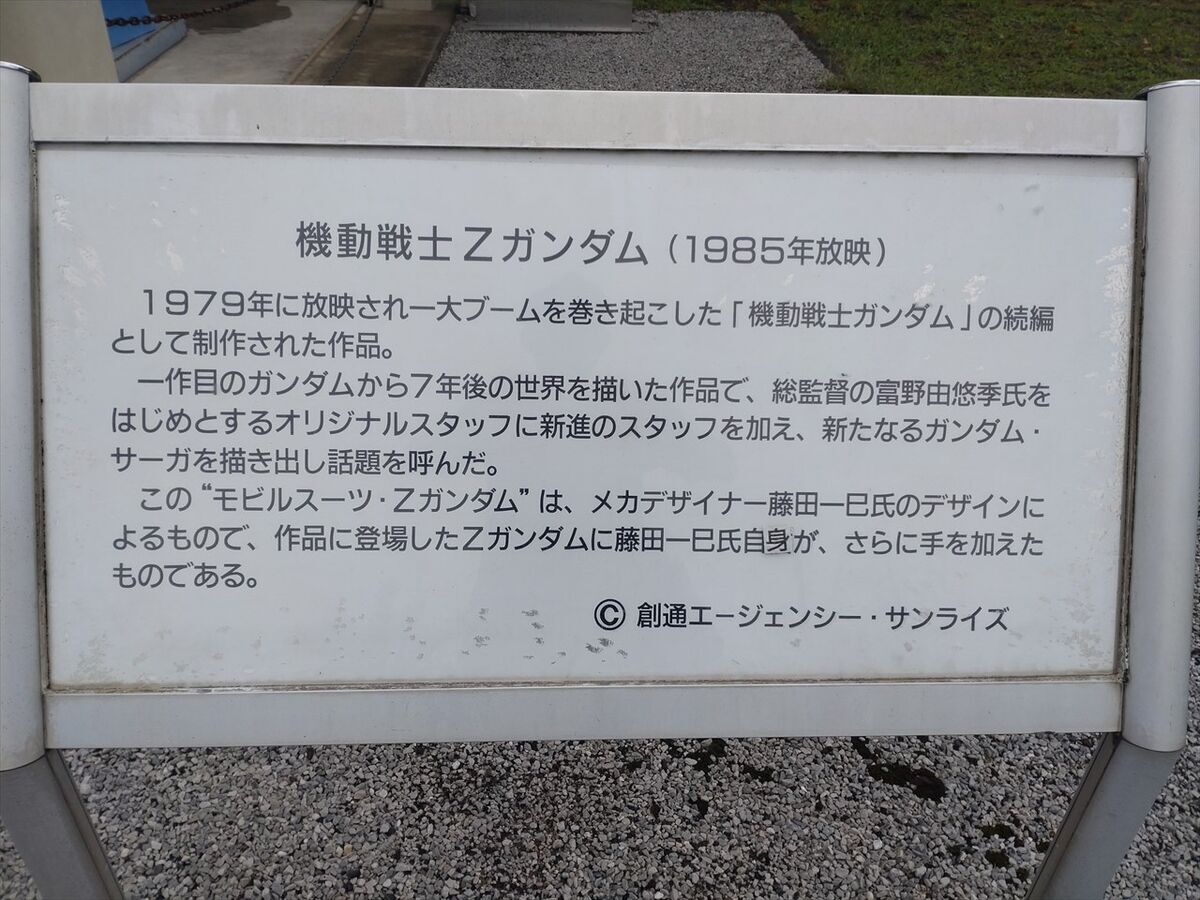 機動戦士Ζガンダム（1985年放映）
1979年に放映され一大ブームを巻き起こした「機動戦士ガンダム」の続編
として制作された作品。
一作目のガンダムから7年後の世界を描いた作品で、総監督の富野由悠季氏を
はじめとするオリジナルスタッフに新進のスタッフを加え、新たなるガンダム・
サーガを描き出し話題を呼んだ。
この“モビルスーツ・Ζガンダム”は、メカデザイナー藤田一巳氏のデザインに
よるもので、作品に登場したΖガンダムに藤田一巳氏自身が、さらに手を加えた
ものである。
© 創通エージェンシー・サンライズ